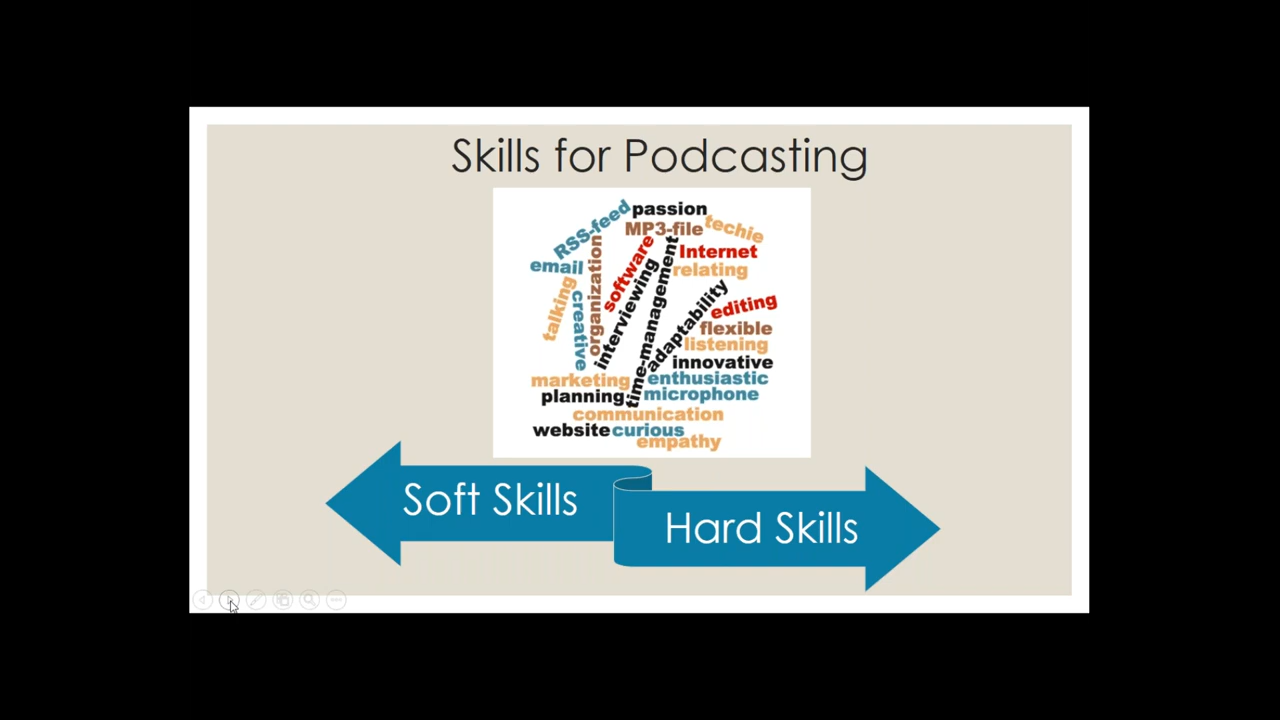 Skills for Podcasting
RSS-feed
passion
MP3-file
techie
Internet
email
organization
software
relating
talking
creative
interviewing
time-management
adaptability
editing
flexible
listening
innovative
marketing
enthusiastic
planning
microphone
communication
website
curious
empathy
Soft Skills
Hard Skills